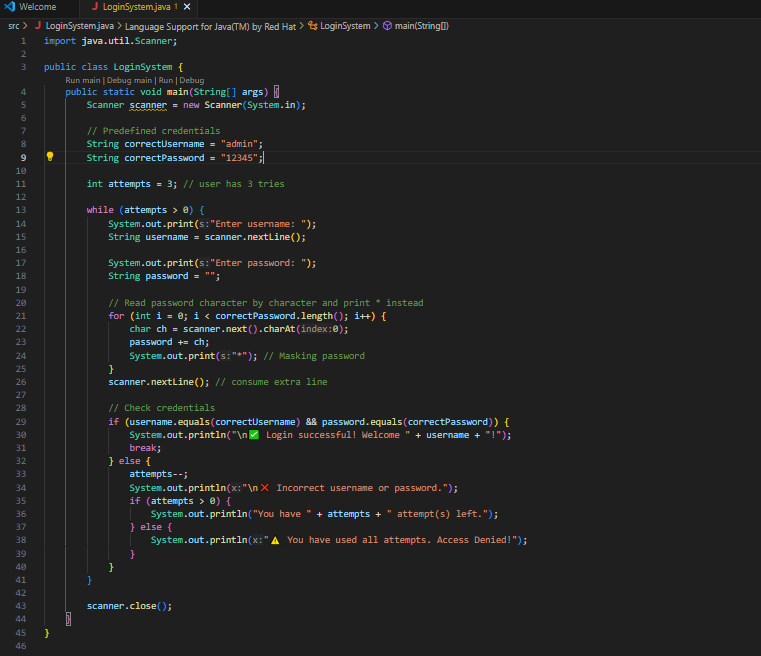 Welcome
J LoginSystem.java 1 ×
src > J LoginSystem.java > Language Support for Java(TM) by Red Hat > LoginSystem > main(String[])
1 import java.util.Scanner;
2
3 public class LoginSystem {
Run main | Debug main | Run | Debug
4 public static void main(String[] args) {
5 Scanner scanner = new Scanner(System.in);
6
7 // Predefined credentials
8 String correctUsername = "admin";
9 String correctPassword = "12345";
10
11 int attempts = 3; // user has 3 tries
12
13 while (attempts > 0) {
14 System.out.print(s:"Enter username: ");
15 String username = scanner.nextLine();
16
17 System.out.print(s:"Enter password: ");
18 String password = "";
19
20 // Read password character by character and print * instead
21 for (int i = 0; i < correctPassword.length(); i++) {
22 char ch = scanner.next().charAt(index:0);
23 password += ch;
24 System.out.print(s:"*"); // Masking password
25 }
26 scanner.nextLine(); // consume extra line
27
28 // Check credentials
29 if (username.equals(correctUsername) && password.equals(correctPassword)) {
30 System.out.println("\n✅ Login successful! Welcome " + username + "!");
31 break;
32 } else {
33 attempts--;
34 System.out.println(x:"\n❌ Incorrect username or password.");
35 if (attempts > 0) {
36 System.out.println("You have " + attempts + " attempt(s) left.");
37 } else {
38 System.out.println(x:"⚠️ You have used all attempts. Access Denied!");
39 }
40 }
41 }
42
43 scanner.close();
44 }
45 }
46